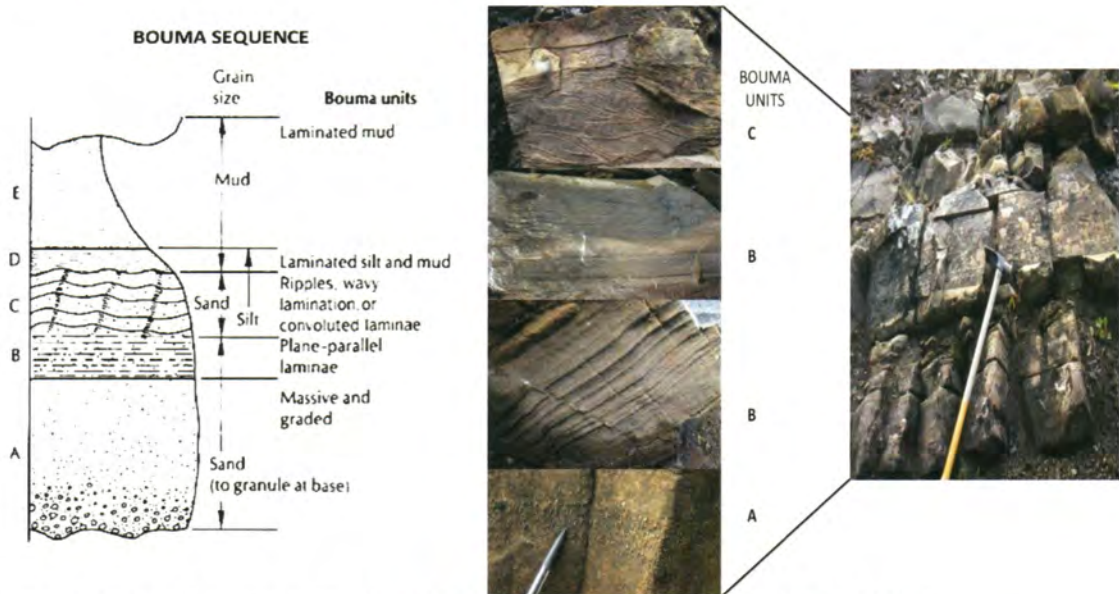 BOUMA SEQUENCE
Grain
size
Bouma units
Laminated mud
Mud
E
D
Laminated silt and mud
Ripples, wavy
lamination, or
convoluted laminae
Sand
Silt
C
Plane-parallel
laminae
B
Massive and
graded
A
Sand
(to granule at base)
BOUMA
UNITS
C
B
B
A